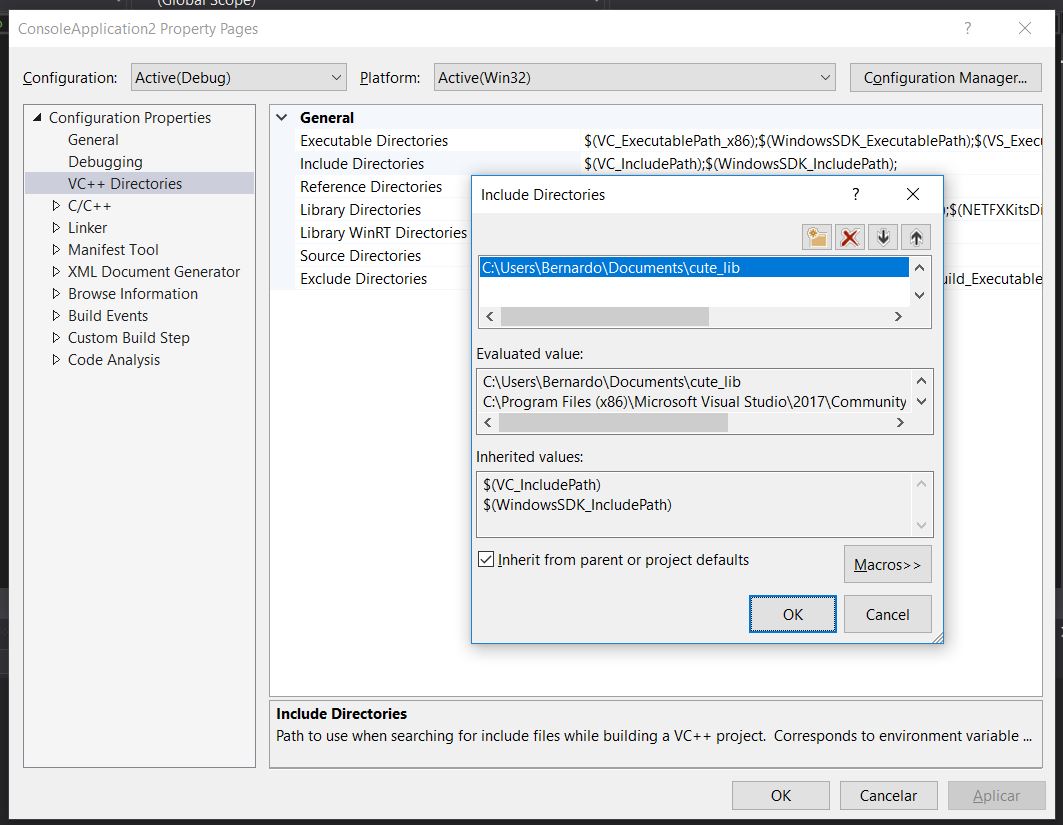 (Global Scope)
ConsoleApplication2 Property Pages
?
Configuration: Active(Debug) Platform: Active(Win32) Configuration Manager...
Configuration Properties
General
Debugging
VC++ Directories
C/C++
Linker
Manifest Tool
XML Document Generator
Browse Information
Build Events
Custom Build Step
Code Analysis
General
Executable Directories $(VC_ExecutablePath_x86);$(WindowsSDK_ExecutablePath);$(VS_Execu
Include Directories $(VC_IncludePath);$(WindowsSDK_IncludePath);
Reference Directories
Library Directories );$(NETFXKitsDi
Library WinRT Directories
Source Directories
Exclude Directories uild_Executable
Include Directories ?
C:\Users\Bernardo\Documents\cute_lib
Evaluated value:
C:\Users\Bernardo\Documents\cute_lib
C:\Program Files (x86)\Microsoft Visual Studio\2017\Community
Inherited values:
$(VC_IncludePath)
$(WindowsSDK_IncludePath)
Inherit from parent or project defaults
Macros>>
OK Cancel
Include Directories
Path to use when searching for include files while building a VC++ project. Corresponds to environment variable ...
OK Cancelar Aplicar